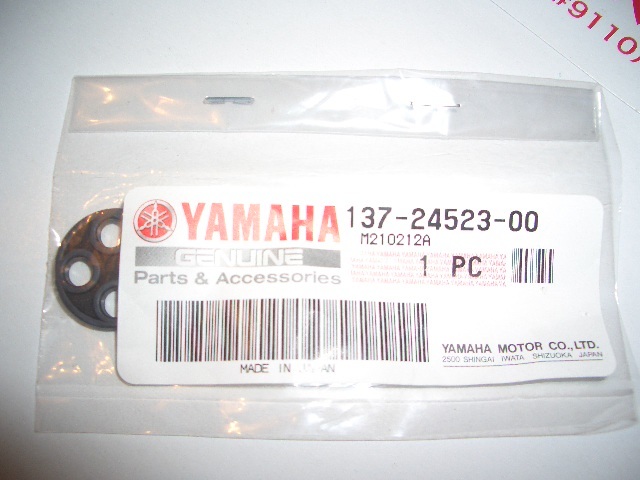 #9110
YAMAHA 137-24523-00
GENUINE M210212A
Parts & Accessories 1 PC
YAMAHA MOTOR CO.,LTD.
2500 SHINGAI IWATA SHIZUOKA JAPAN
MADE IN JAPAN